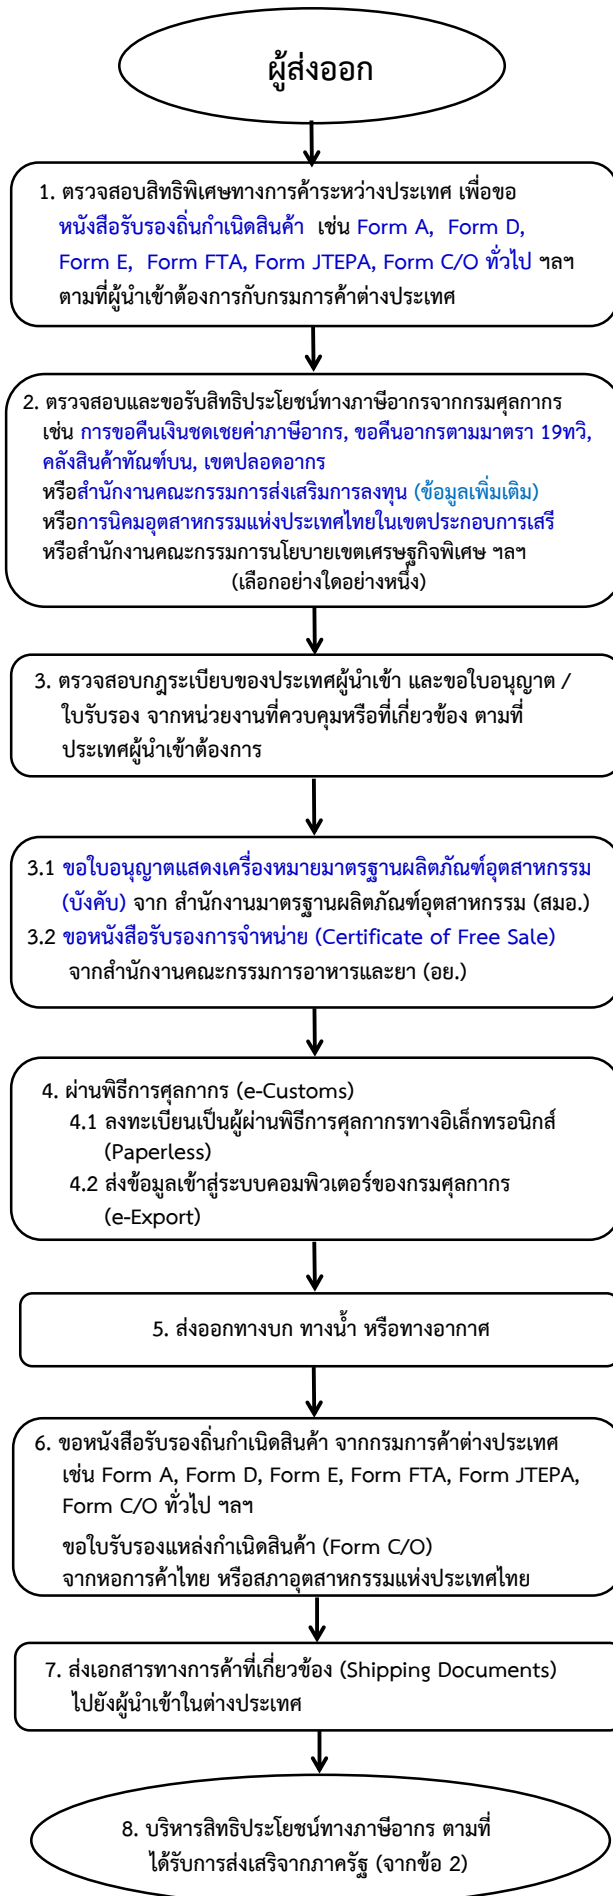 ผู้ส่งออก
1. ตรวจสอบสิทธิพิเศษทางการค้าระหว่างประเทศ เพื่อขอ
หนังสือรับรองถิ่นกำเนิดสินค้า เช่น Form A, Form D,
Form E, Form FTA, Form JTEPA, Form C/O ทั่วไป ฯลฯ
ตามที่ผู้นำเข้าต้องการกับกรมการค้าต่างประเทศ
2. ตรวจสอบและขอรับสิทธิประโยชน์ทางภาษีอากรจากกรมศุลกากร
เช่น การขอคืนเงินชดเชยค่าภาษีอากร, ขอคืนอากรตามมาตรา 19ทวิ,
คลังสินค้าทัณฑ์บน, เขตปลอดอากร
หรือสำนักงานคณะกรรมการส่งเสริมการลงทุน (ข้อมูลเพิ่มเติม)
หรือการนิคมอุตสาหกรรมแห่งประเทศไทยในเขตประกอบการเสรี
หรือสำนักงานคณะกรรมการนโยบายเขตเศรษฐกิจพิเศษ ฯลฯ
(เลือกอย่างใดอย่างหนึ่ง)
3. ตรวจสอบกฎระเบียบของประเทศผู้นำเข้า และขอใบอนุญาต /
ใบรับรอง จากหน่วยงานที่ควบคุมหรือที่เกี่ยวข้อง ตามที่
ประเทศผู้นำเข้าต้องการ
3.1 ขอใบอนุญาตแสดงเครื่องหมายมาตรฐานผลิตภัณฑ์อุตสาหกรรม
(บังคับ) จาก สำนักงานมาตรฐานผลิตภัณฑ์อุตสาหกรรม (สมอ.)
3.2 ขอหนังสือรับรองการจำหน่าย (Certificate of Free Sale)
จากสำนักงานคณะกรรมการอาหารและยา (อย.)
4. ผ่านพิธีการศุลกากร (e-Customs)
4.1 ลงทะเบียนเป็นผู้ผ่านพิธีการศุลกากรทางอิเล็กทรอนิกส์
(Paperless)
4.2 ส่งข้อมูลเข้าสู่ระบบคอมพิวเตอร์ของกรมศุลกากร
(e-Export)
5. ส่งออกทางบก ทางน้ำ หรือทางอากาศ
6. ขอหนังสือรับรองถิ่นกำเนิดสินค้า จากกรมการค้าต่างประเทศ
เช่น Form A, Form D, Form E, Form FTA, Form JTEPA,
Form C/O ทั่วไป ฯลฯ
ขอใบรับรองแหล่งกำเนิดสินค้า (Form C/O)
จากหอการค้าไทย หรือสภาอุตสาหกรรมแห่งประเทศไทย
7. ส่งเอกสารทางการค้าที่เกี่ยวข้อง (Shipping Documents)
ไปยังผู้นำเข้าในต่างประเทศ
8. บริหารสิทธิประโยชน์ทางภาษีอากร ตามที่
ได้รับการส่งเสริจากภาครัฐ (จากข้อ 2)